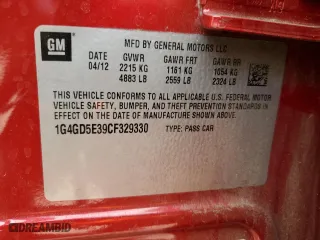 GM
MFD BY GENERAL MOTORS LLC
DATE GVWR GAWR FRT GAWR RR
04/12 2215 KG 1161 KG 1054 KG
4883 LB 2559 LB 2324 LB
THIS VEHICLE CONFORMS TO ALL APPLICABLE U.S. FEDERAL MOTOR
VEHICLE SAFETY, BUMPER, AND THEFT PREVENTION STANDARDS IN
EFFECT ON THE DATE OF MANUFACTURE SHOWN ABOVE.
1G4GD5E39CF329330 TYPE: PASS CAR